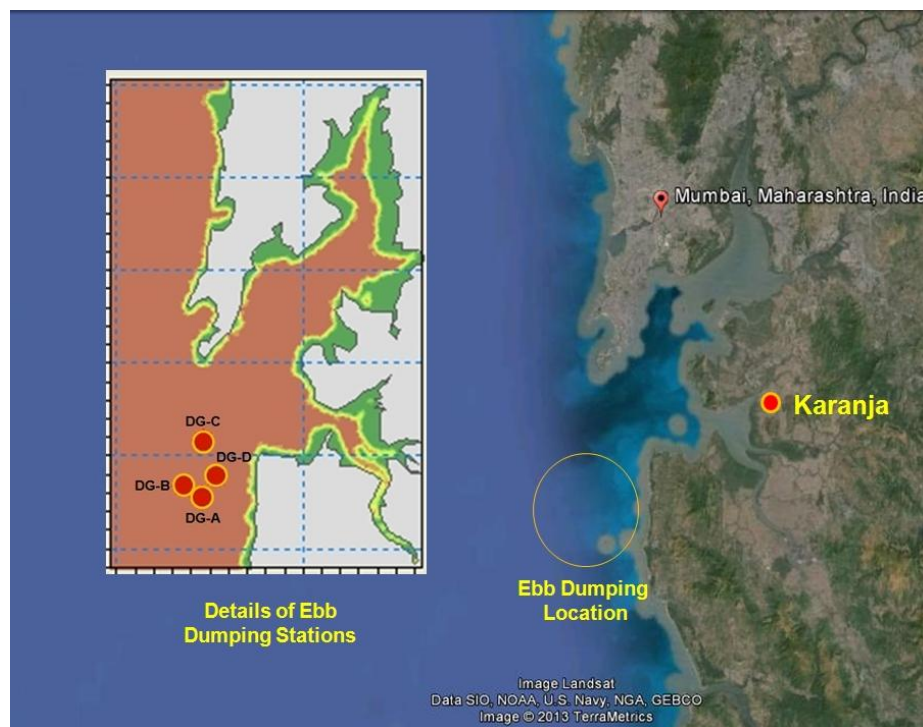 Mumbai, Maharashtra, India
Karanja
DG-C
DG-D
DG-B
DG-A
Ebb Dumping
Location
Details of Ebb
Dumping Stations
Image Landsat
Data SIO, NOAA, U.S. Navy, NGA, GEBCO
Image © 2013 TerraMetrics